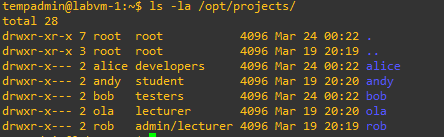 tempadmin@labvm-1:~$ ls -la /opt/projects/
total 28
drwxr-xr-x 7 root  root           4096 Mar 24 00:22 .
drwxr-xr-x 3 root  root           4096 Mar 19 20:19 ..
drwxr-x--- 2 alice developers     4096 Mar 24 00:22 alice
drwxr-x--- 2 andy  student        4096 Mar 19 20:20 andy
drwxr-x--- 2 bob   testers        4096 Mar 24 00:22 bob
drwxr-x--- 2 ola   lecturer       4096 Mar 19 20:20 ola
drwxr-x--- 2 rob   admin/lecturer 4096 Mar 19 20:19 rob